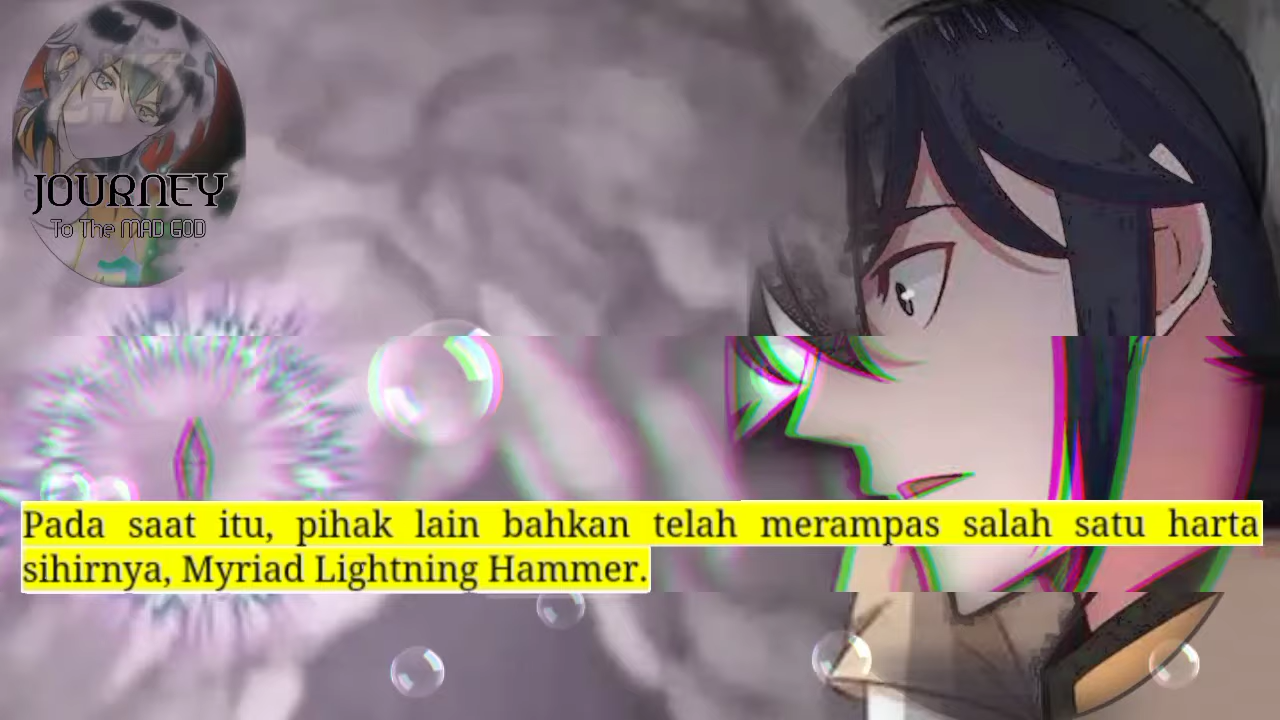 JOURNEY
To The MAD GOD
Pada saat itu, pihak lain bahkan telah merampas salah satu harta
sihirnya, Myriad Lightning Hammer.